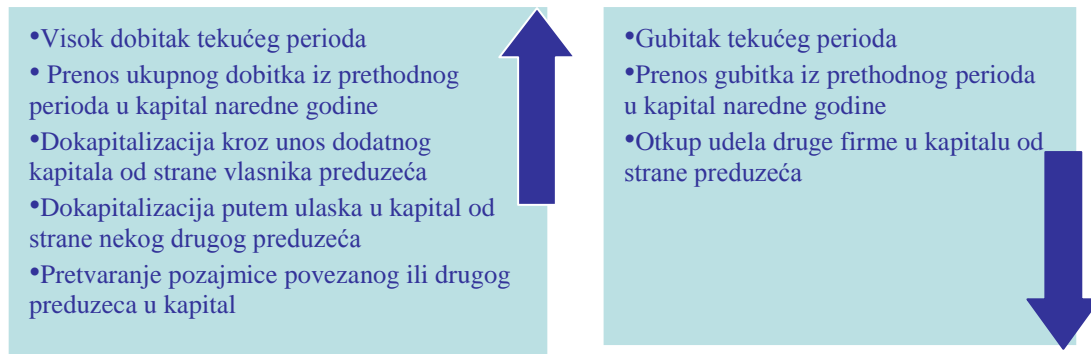 •Visok dobitak tekućeg perioda
• Prenos ukupnog dobitka iz prethodnog
perioda u kapital naredne godine
•Dokapitalizacija kroz unos dodatnog
kapitala od strane vlasnika preduzeća
•Dokapitalizacija putem ulaska u kapital od
strane nekog drugog preduzeća
•Pretvaranje pozajmice povezanog ili drugog
preduzeca u kapital
•Gubitak tekućeg perioda
•Prenos gubitka iz prethodnog perioda
u kapital naredne godine
•Otkup udela druge firme u kapitalu od
strane preduzeća